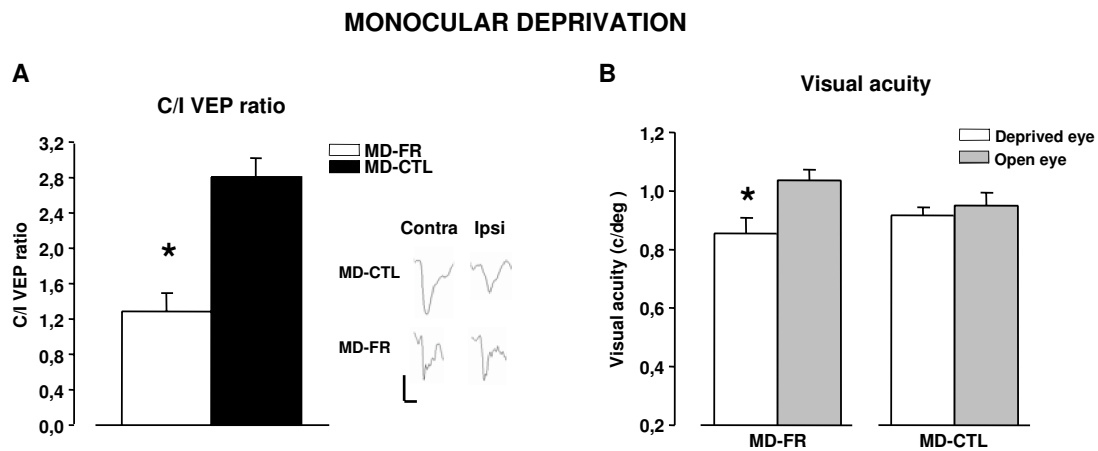 MONOCULAR DEPRIVATION
A
C/I VEP ratio
C/I VEP ratio
3,2
2,8
2,4
2,0
1,6
1,2
0,8
0,4
0,0
*
MD-FR
MD-CTL
Contra Ipsi
MD-CTL
MD-FR
B
Visual acuity
Visual acuity (c/deg)
1,2
1,0
0,8
0,6
0,4
0,2
*
Deprived eye
Open eye
MD-FR MD-CTL